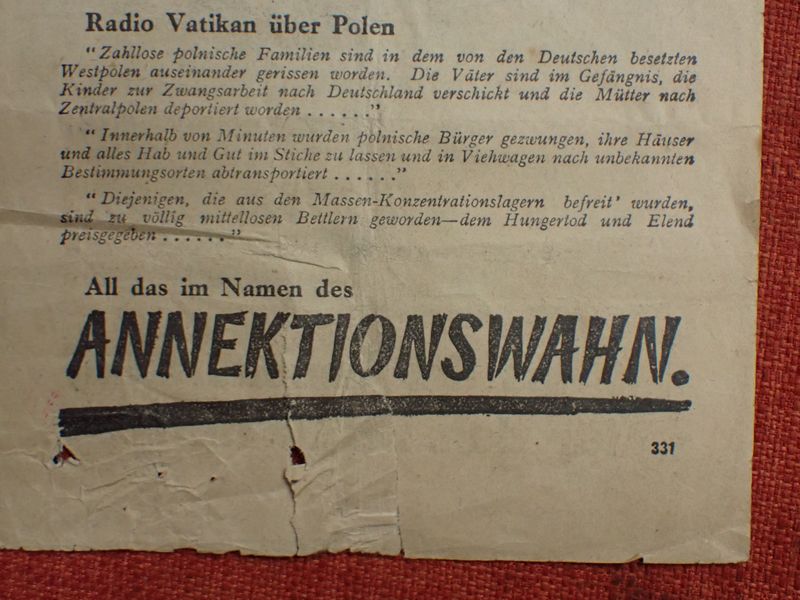 Radio Vatikan über Polen
" Zahllose polnische Familien sind in dem von den Deutschen besetzten
Westpolen auseinander gerissen worden. Die Väter sind im Gefängnis, die
Kinder zur Zwangsarbeit nach Deutschland verschickt und die Mütter nach
Zentralpolen deportiert worden . . . . . ."
" Innerhalb von Minuten wurden polnische Bürger gezwungen, ihre Häuser
und alles Hab und Gut im Stiche zu lassen und in Viehwagen nach unbekannten
Bestimmungsorten abtransportiert . . . . . ."
" Diejenigen, die aus den Massen-Konzentrationslagern befreit' wurden,
sind zu völlig mittellosen Bettlern geworden—dem Hungertod und Elend
preisgegeben . . . . . ."
All das im Namen des
ANNEKTIONSWAHN.
331